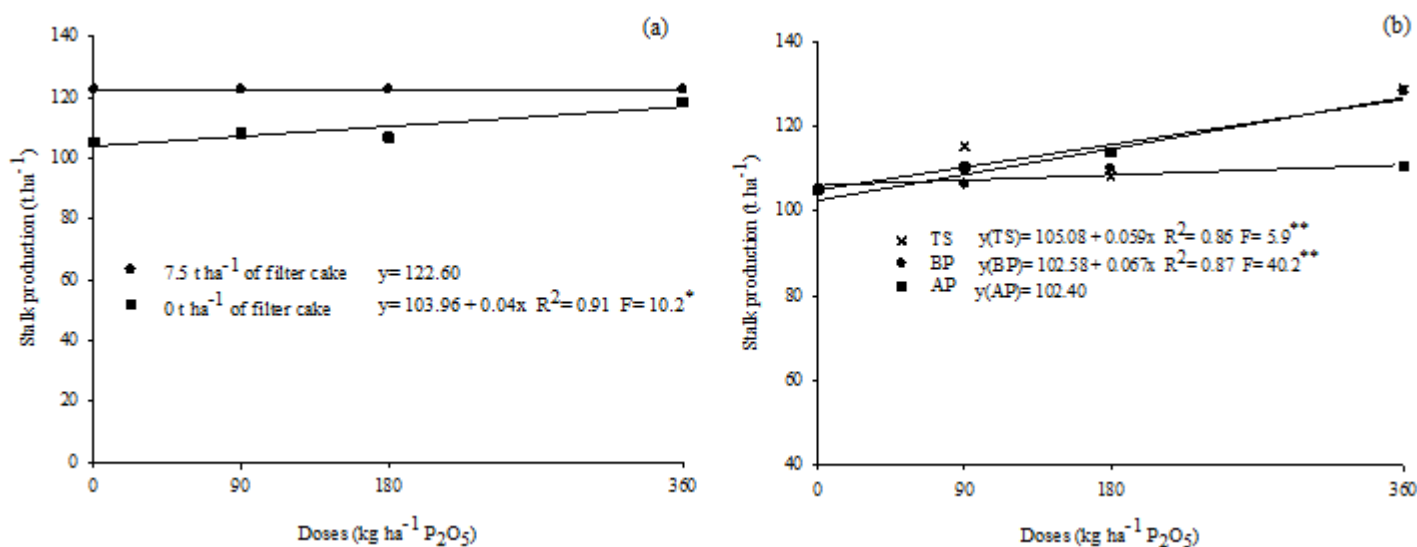 (a)
140
120
100
80
60
40
20
0
Stalk production (t ha⁻¹)
7.5 t ha⁻¹ of filter cake y= 122.60
0 t ha⁻¹ of filter cake y= 103.96 + 0.04x R²= 0.91 F= 10.2*
0 90 180 360
Doses (kg ha⁻¹ P₂O₅)
(b)
140
120
100
80
60
40
Stalk production (t ha⁻¹)
TS y(TS)= 105.08 + 0.059x R²= 0.86 F= 5.9**
BP y(BP)= 102.58 + 0.067x R²= 0.87 F= 40.2**
AP y(AP)= 102.40
0 90 180 360
Doses (kg ha⁻¹ P₂O₅)